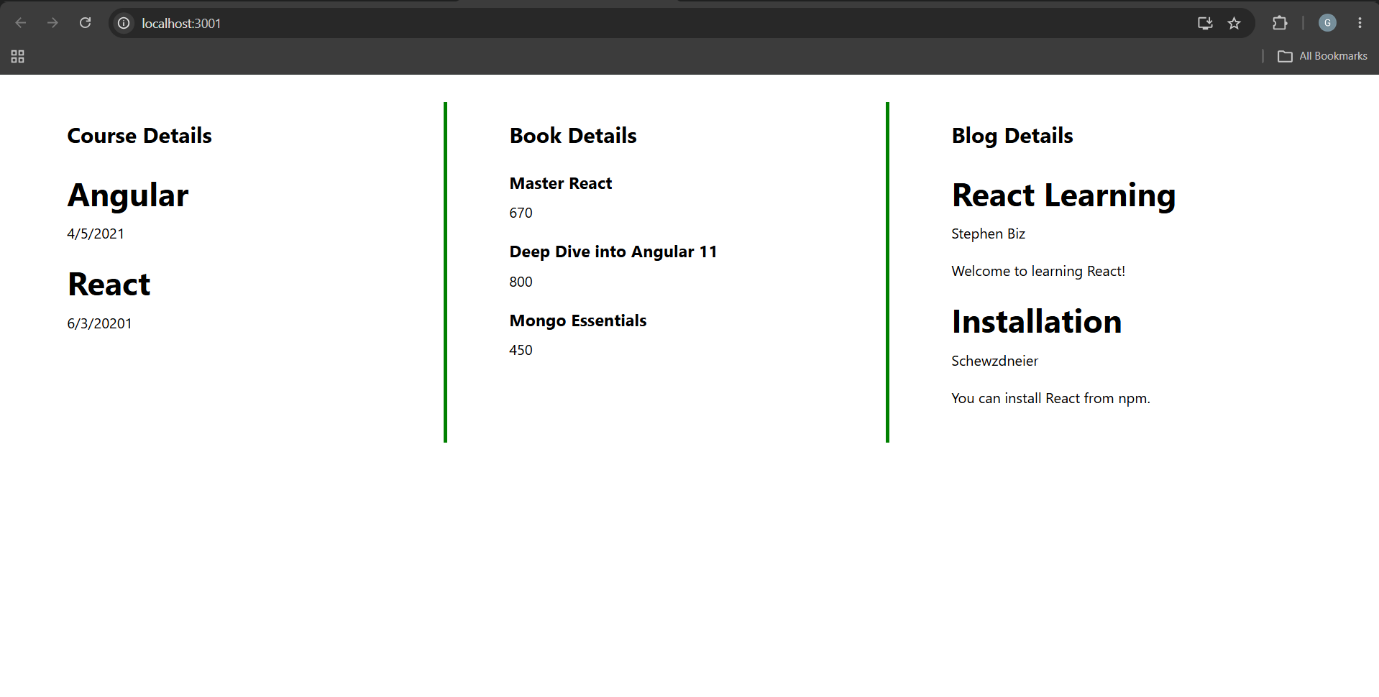 localhost:3001
G
All Bookmarks
Course Details
Angular
4/5/2021
React
6/3/20201
Book Details
Master React
670
Deep Dive into Angular 11
800
Mongo Essentials
450
Blog Details
React Learning
Stephen Biz
Welcome to learning React!
Installation
Schewzdneier
You can install React from npm.